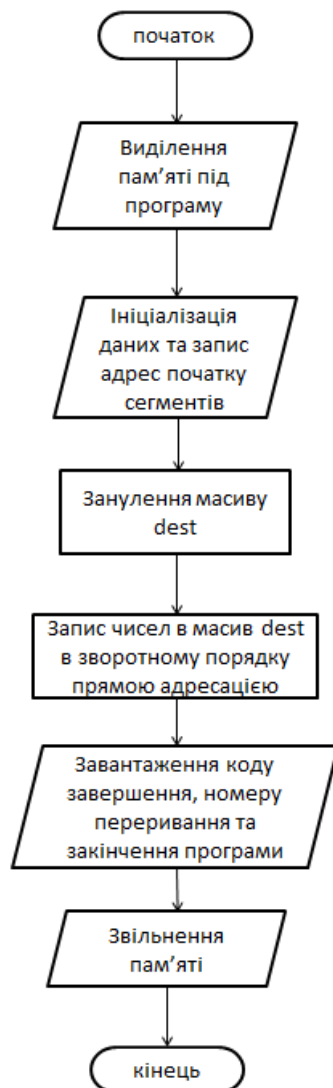 початок
Виділення
пам’яті під
програму
Ініціалізація
даних та запис
адрес початку
сегментів
Занулення масиву
dest
Запис чисел в масив dest
в зворотному порядку
прямою адресацією
Завантаження коду
завершення, номеру
переривання та
закінчення програми
Звільнення
пам’яті
кінець